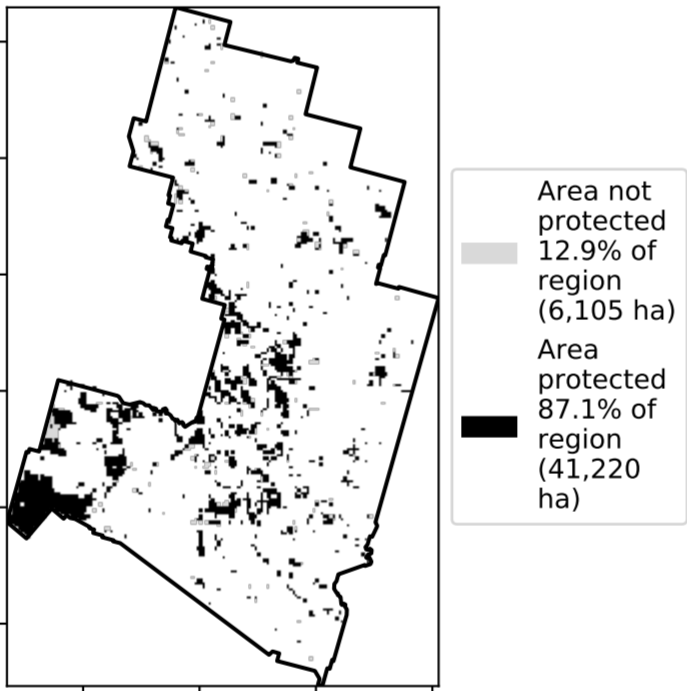 Area not
protected
12.9% of
region
(6,105 ha)
Area
protected
87.1% of
region
(41,220
ha)